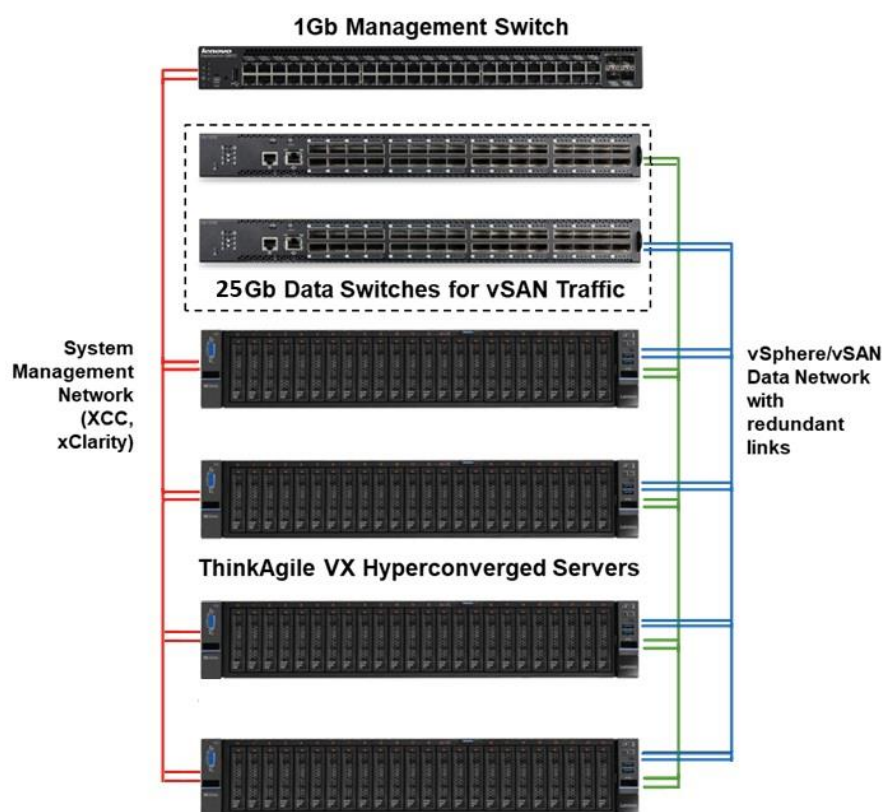 1Gb Management Switch
lenovo
25Gb Data Switches for vSAN Traffic
System
Management
Network
(XCC,
xClarity)
vSphere/vSAN
Data Network
with
redundant
links
ThinkAgile VX Hyperconverged Servers